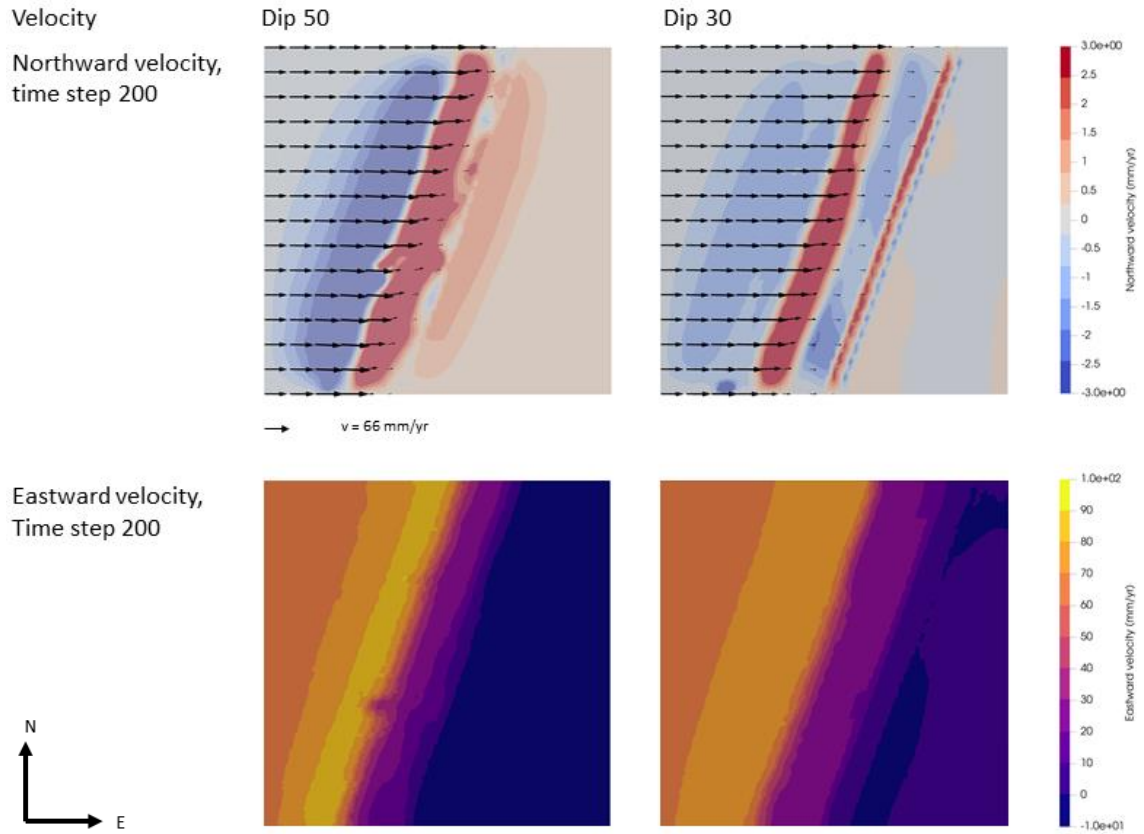 Velocity
Dip 50
Dip 30
Northward velocity,
time step 200
3.0e+00
2.5
2
1.5
1
0.5
0
-0.5
-1
-1.5
-2
-2.5
-3.0e+00
Northward velocity (mm/yr)
v = 66 mm/yr
Eastward velocity,
Time step 200
1.0e+02
90
80
70
60
50
40
30
20
10
0
-1.0e+01
Eastward velocity (mm/yr)
N
E